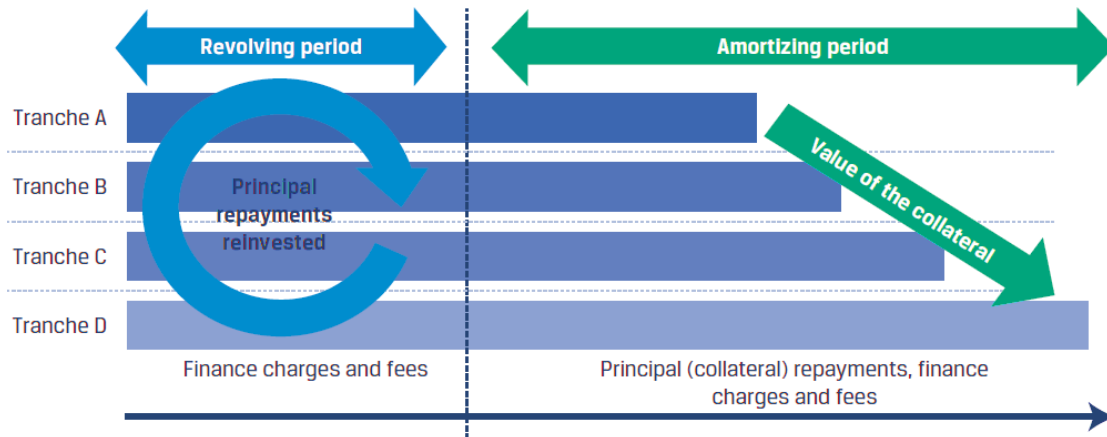 Revolving period
Amortizing period
Tranche A
Tranche B
Tranche C
Tranche D
Principal
repayments
reinvested
Value of the collateral
Finance charges and fees
Principal (collateral) repayments, finance
charges and fees